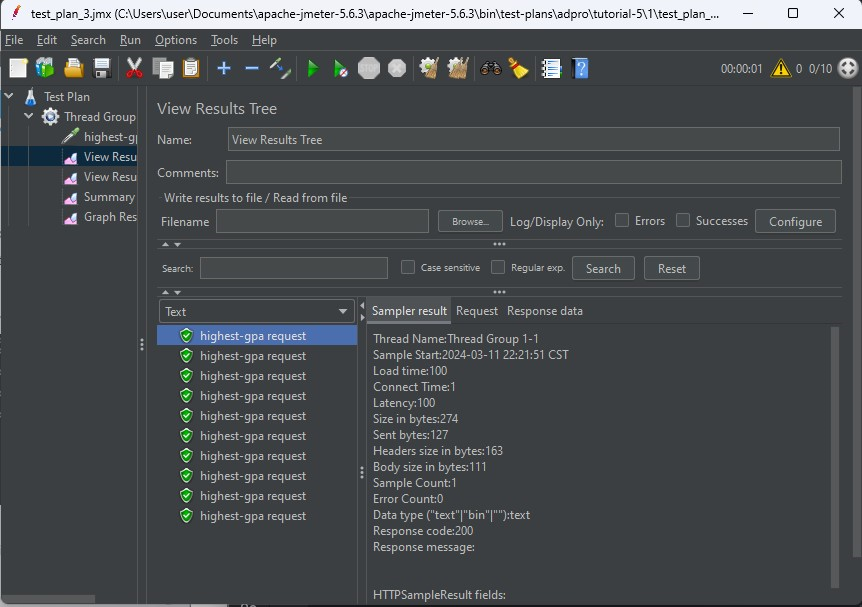 test_plan_3.jmx (C:\Users\user\Documents\apache-jmeter-5.6.3\apache-jmeter-5.6.3\bin\test-plans\adpro\tutorial-5\1\test_plan_...
File Edit Search Run Options Tools Help
STOP
00:00:01 0 0/10
Test Plan
Thread Group
highest-gp
View Resu
View Resu
Summary
Graph Res
View Results Tree
Name: View Results Tree
Comments:
Write results to file / Read from file
Filename Browse... Log/Display Only: Errors Successes Configure
Search: Case sensitive Regular exp. Search Reset
Text
highest-gpa request
highest-gpa request
highest-gpa request
highest-gpa request
highest-gpa request
highest-gpa request
highest-gpa request
highest-gpa request
highest-gpa request
highest-gpa request
Sampler result Request Response data
Thread Name:Thread Group 1-1
Sample Start:2024-03-11 22:21:51 CST
Load time:100
Connect Time:1
Latency:100
Size in bytes:274
Sent bytes:127
Headers size in bytes:163
Body size in bytes:111
Sample Count:1
Error Count:0
Data type ("text"|"bin"|""):text
Response code:200
Response message:
HTTPSampleResult fields: